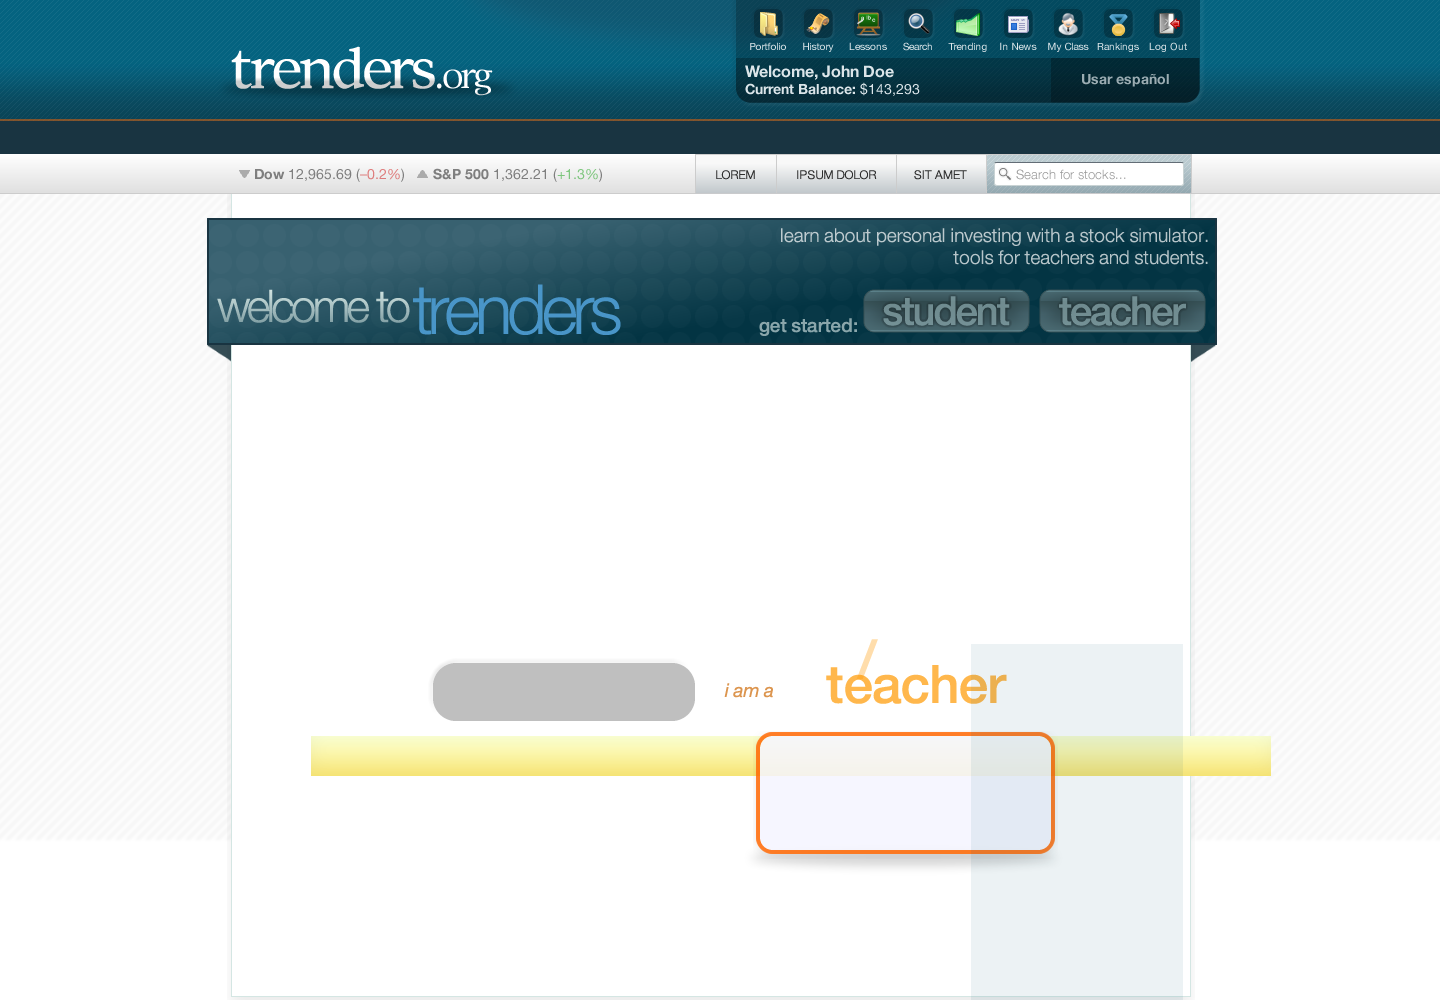 Portfolio History Lessons Search Trending In News My Class Rankings Log Out
trenders.org
Welcome, John Doe
Usar español
Current Balance: $143,293
Dow 12,965.69 (–0.2%) S&P 500 1,362.21 (+1.3%)
LOREM IPSUM DOLOR SIT AMET
Search for stocks...
learn about personal investing with a stock simulator.
tools for teachers and students.
welcome to trenders
get started: student teacher
i am a teacher